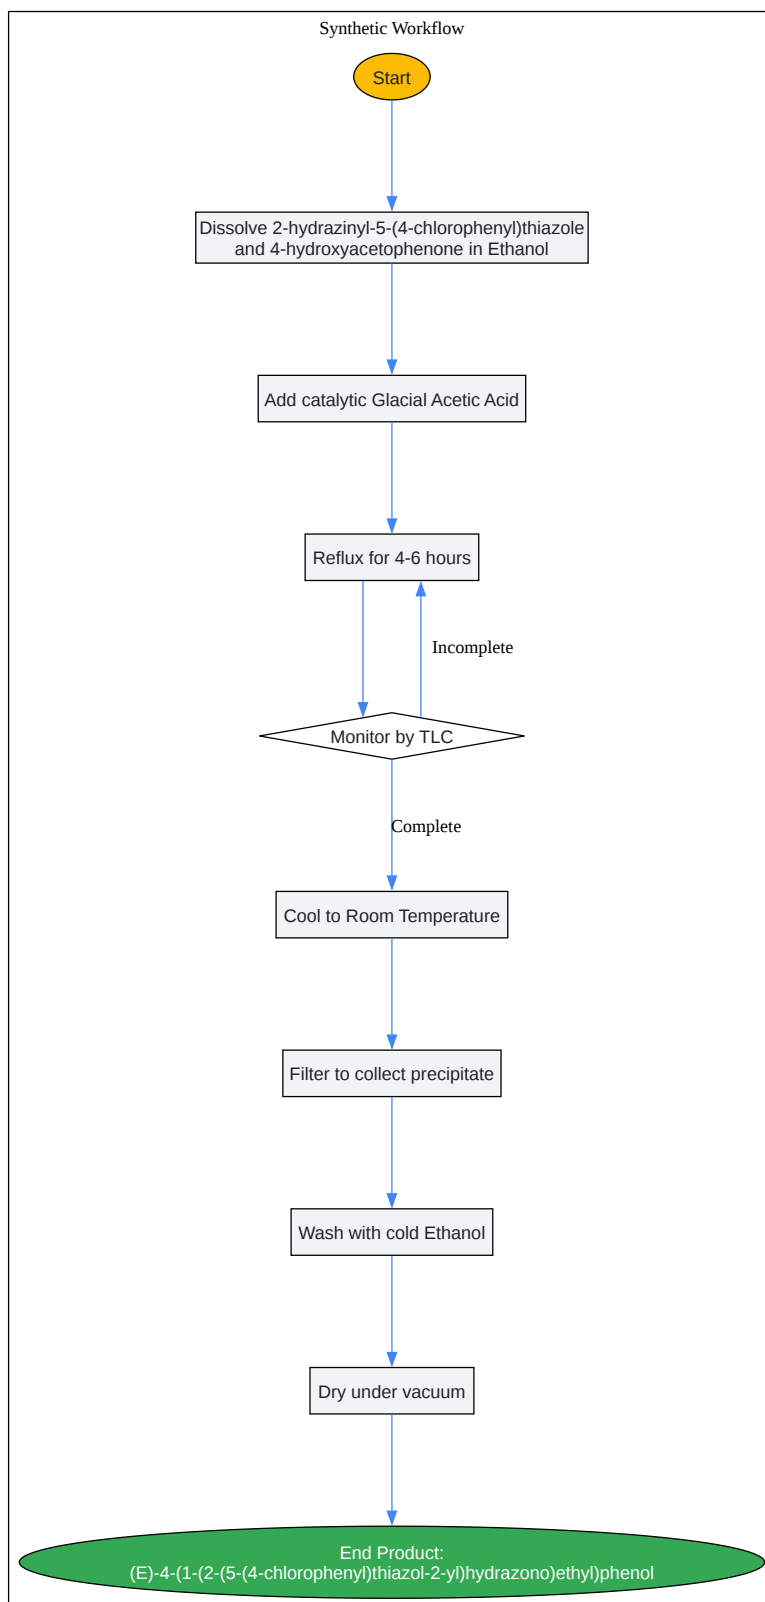 Synthetic Workflow
Start
Dissolve 2-hydrazinyl-5-(4-chlorophenyl)thiazole
and 4-hydroxyacetophenone in Ethanol
Add catalytic Glacial Acetic Acid
Reflux for 4-6 hours
Incomplete
Monitor by TLC
Complete
Cool to Room Temperature
Filter to collect precipitate
Wash with cold Ethanol
Dry under vacuum
End Product:
(E)-4-(1-(2-(5-(4-chlorophenyl)thiazol-2-yl)hydrazono)ethyl)phenol